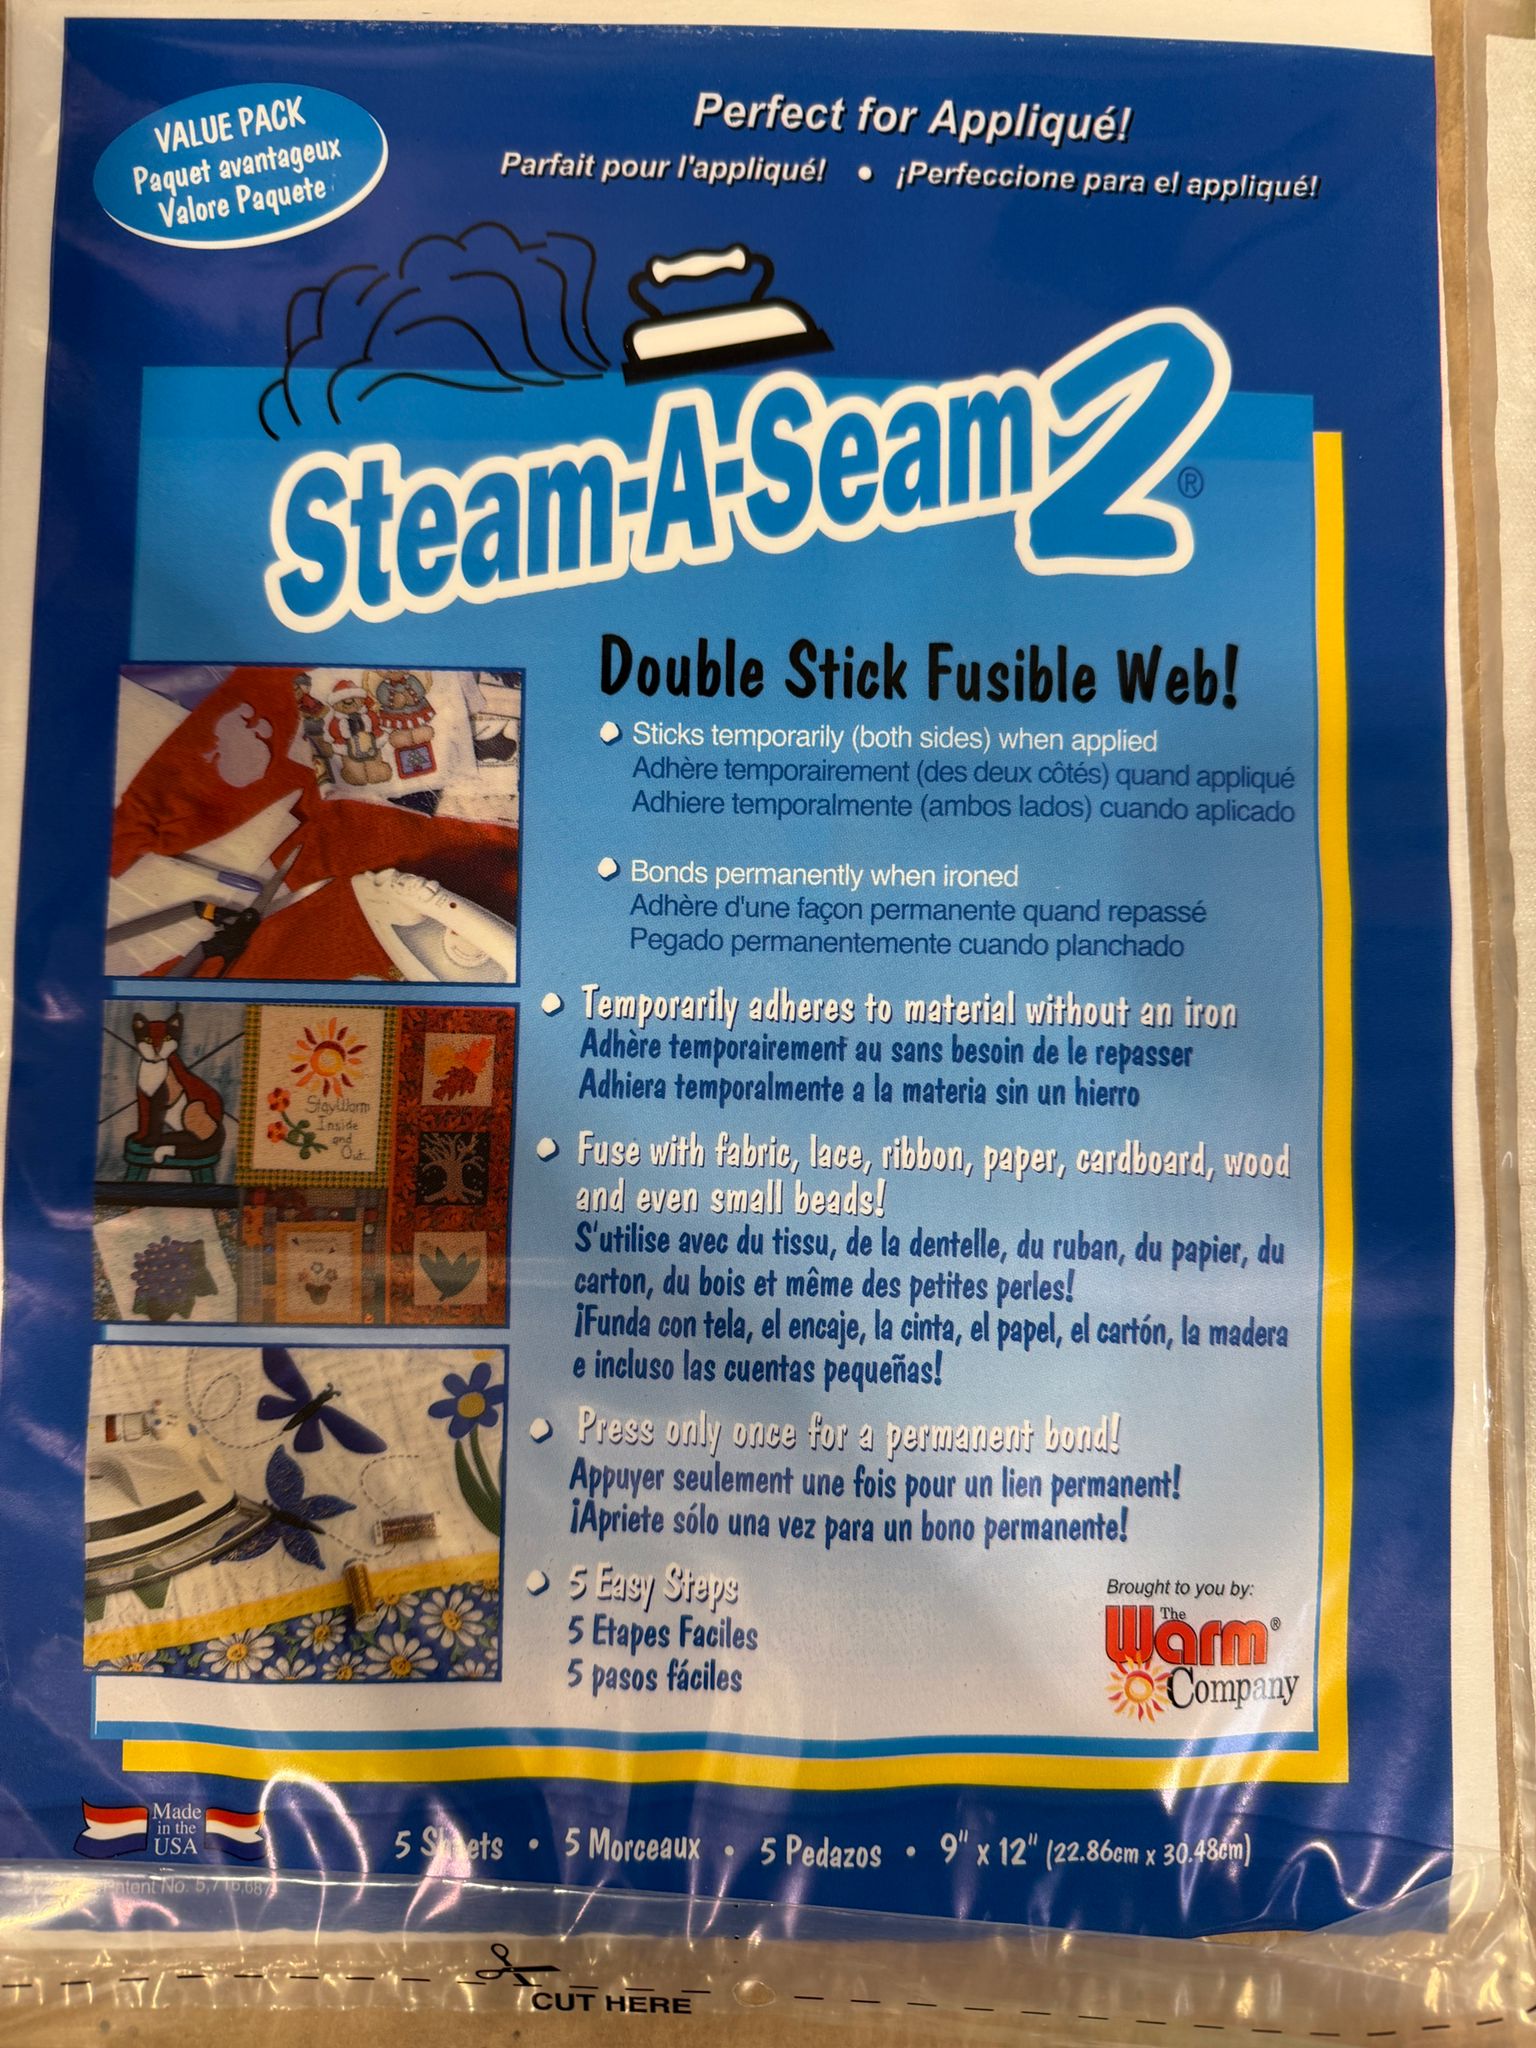 VALUE PACK
Paquet avantageux
Valore Paquete
Perfect for Appliqué!
Parfait pour l'appliqué! • ¡Perfeccione para el appliqué!
Steam-A-Seam 2®
Double Stick Fusible Web!
Sticks temporarily (both sides) when applied
Adhère temporairement (des deux côtés) quand appliqué
Adhiere temporalmente (ambos lados) cuando aplicado
Bonds permanently when ironed
Adhère d'une façon permanente quand repassé
Pegado permanentemente cuando planchado
Temporarily adheres to material without an iron
Adhère temporairement au sans besoin de le repasser
Adhiera temporalmente a la materia sin un hierro
Fuse with fabric, lace, ribbon, paper, cardboard, wood
and even small beads!
S'utilise avec du tissu, de la dentelle, du ruban, du papier, du
carton, du bois et même des petites perles!
¡Funda con tela, el encaje, la cinta, el papel, el cartón, la madera
e incluso las cuentas pequeñas!
Press only once for a permanent bond!
Appuyer seulement une fois pour un lien permanent!
¡Apriete sólo una vez para un bono permanente!
5 Easy Steps
5 Etapes Faciles
5 pasos fáciles
Stay Warm
Inside
and
Out...
Brought to you by:
The
Warm®
Company
Made
in the
USA
5 Sheets • 5 Morceaux • 5 Pedazos • 9" x 12" (22.86cm x 30.48cm)
Patent No.
CUT HERE